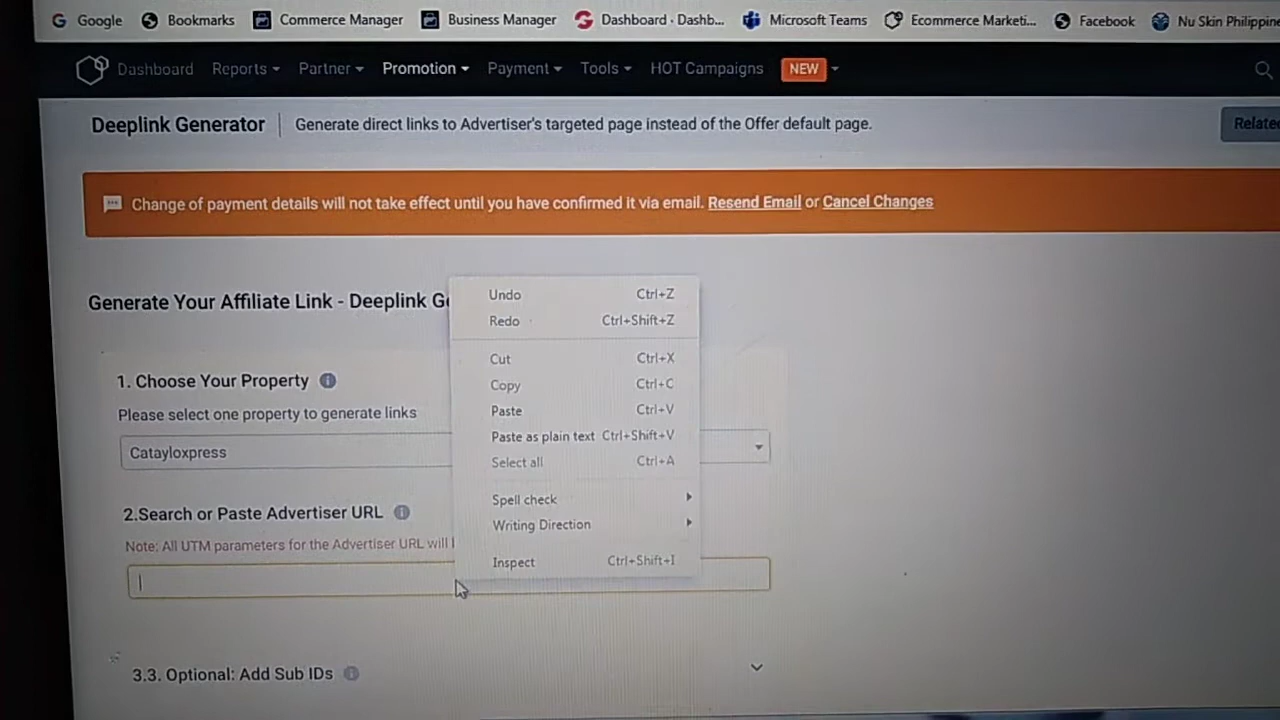 Google Bookmarks Commerce Manager Business Manager Dashboard · Dashb... Microsoft Teams Ecommerce Marketi... Facebook Nu Skin Philippine
Dashboard Reports Partner Promotion Payment Tools HOT Campaigns NEW
Deeplink Generator Generate direct links to Advertiser's targeted page instead of the Offer default page. Related
Change of payment details will not take effect until you have confirmed it via email. Resend Email or Cancel Changes
Generate Your Affiliate Link - Deeplink Ge
Undo Ctrl+Z
Redo Ctrl+Shift+Z
Cut Ctrl+X
Copy Ctrl+C
Paste Ctrl+V
Paste as plain text Ctrl+Shift+V
Select all Ctrl+A
Spell check
Writing Direction
Inspect Ctrl+Shift+I
1. Choose Your Property
Please select one property to generate links
Catayloxpress
2.Search or Paste Advertiser URL
Note: All UTM parameters for the Advertiser URL will
3.3. Optional: Add Sub IDs